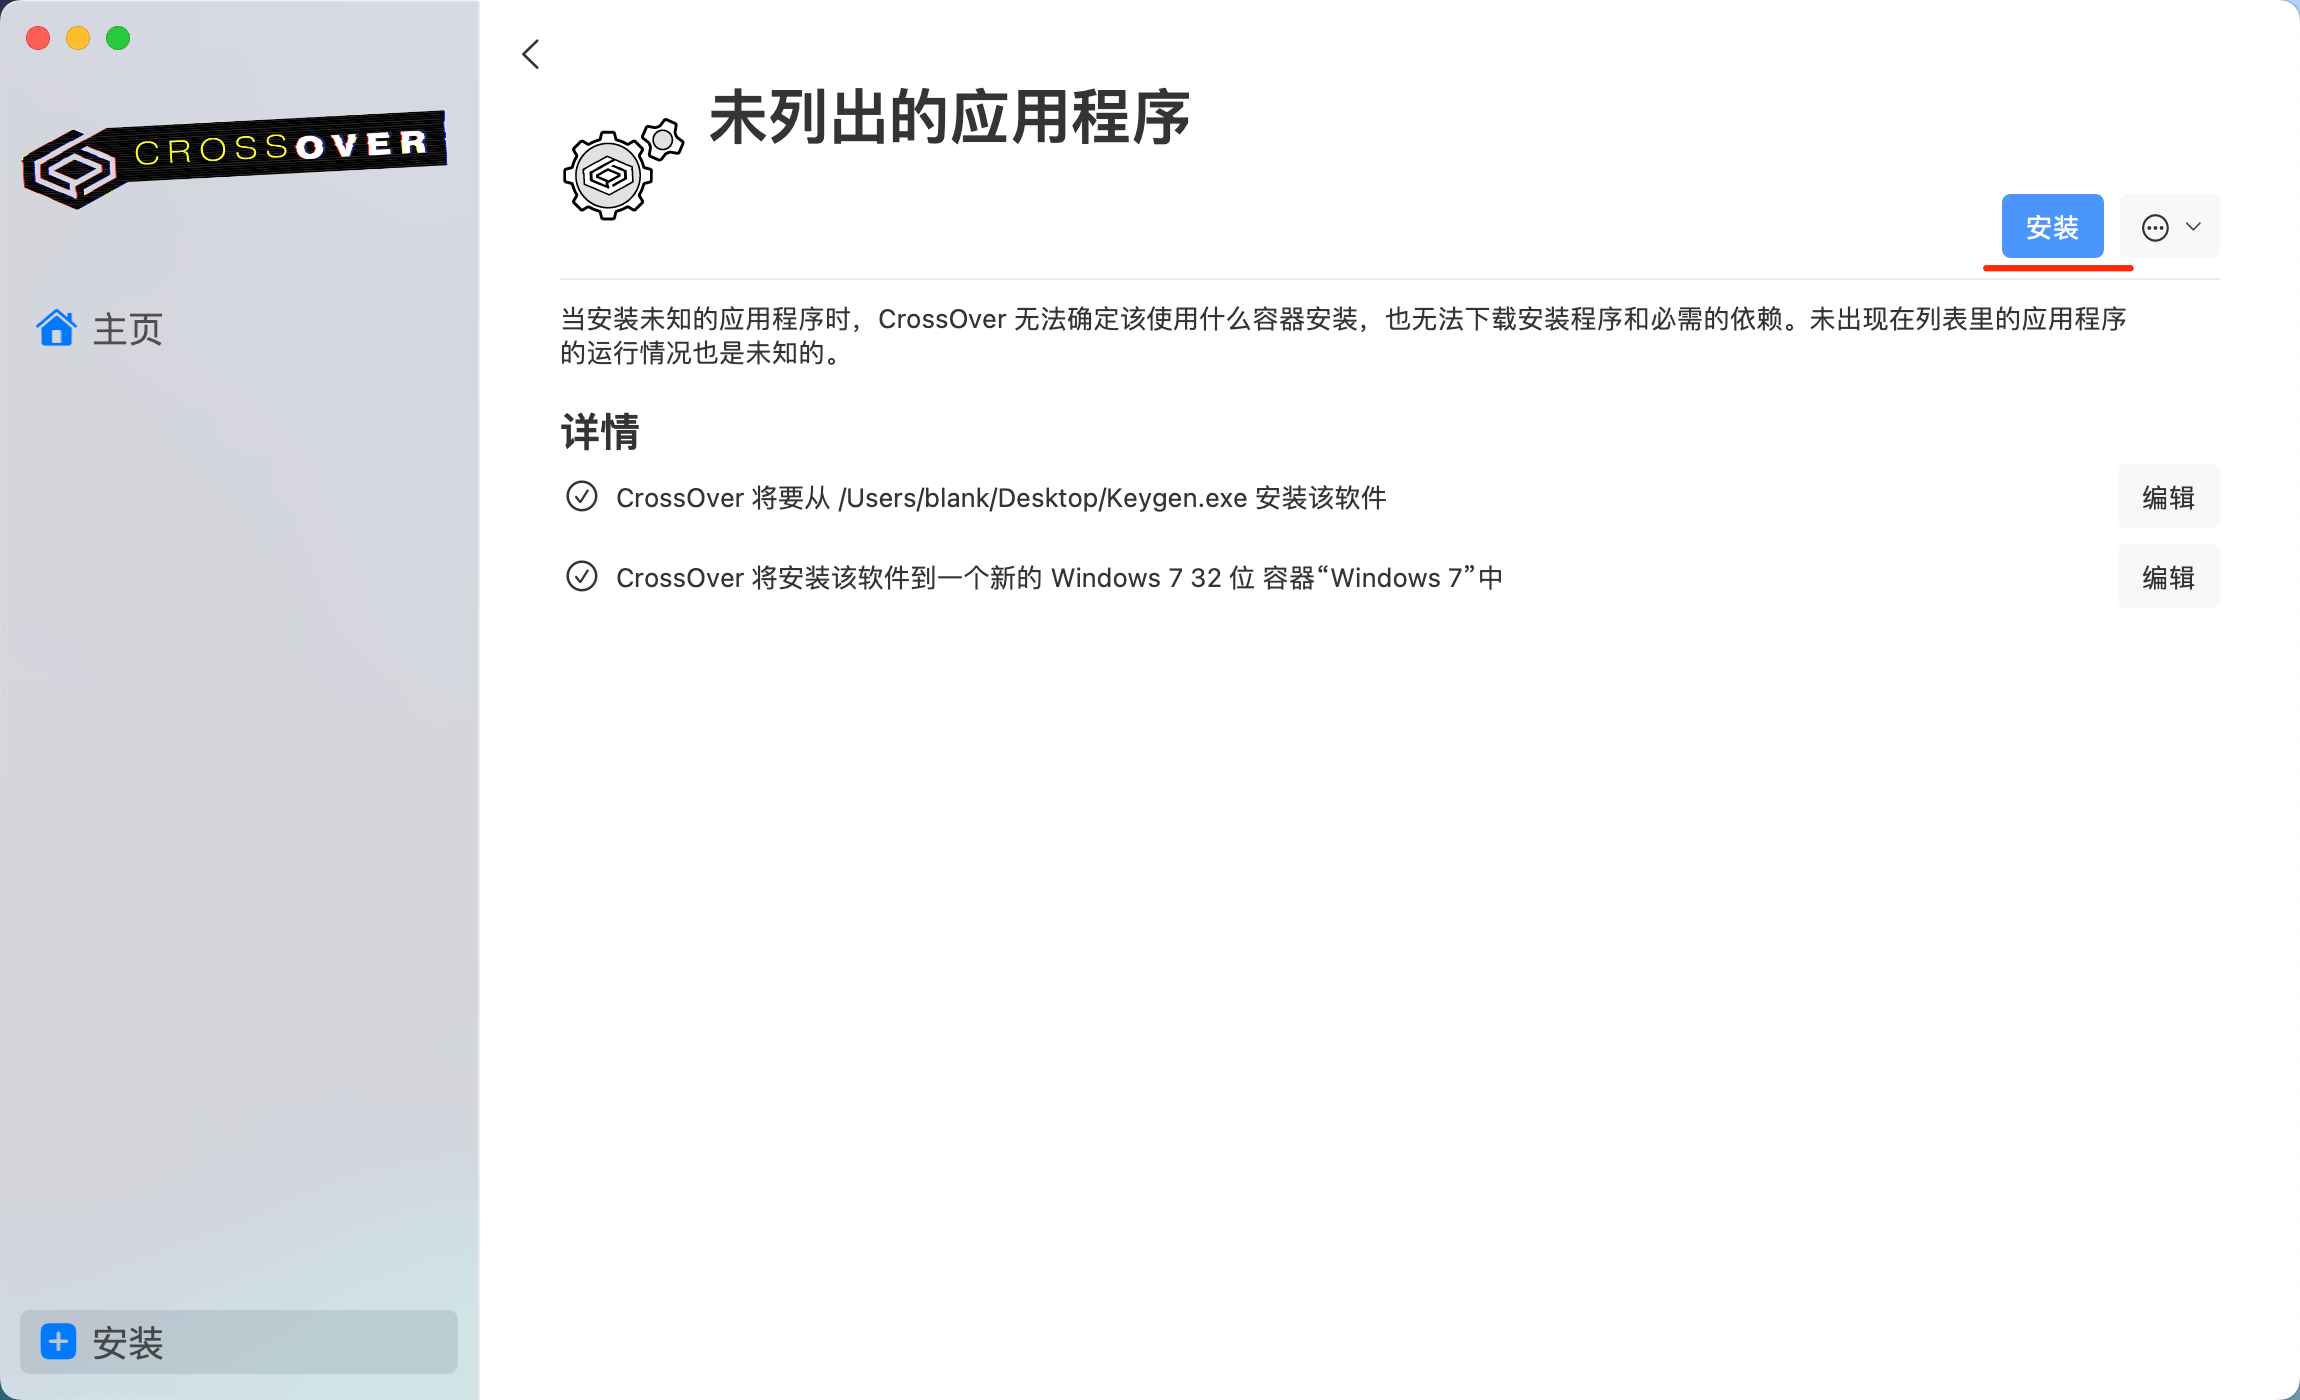 CROSSOVER
主页
安装
未列出的应用程序
安装
当安装未知的应用程序时，CrossOver 无法确定该使用什么容器安装，也无法下载安装程序和必需的依赖。未出现在列表里的应用程序
的运行情况也是未知的。
详情
CrossOver 将要从 /Users/blank/Desktop/Keygen.exe 安装该软件
编辑
CrossOver 将安装该软件到一个新的 Windows 7 32 位 容器“Windows 7”中
编辑